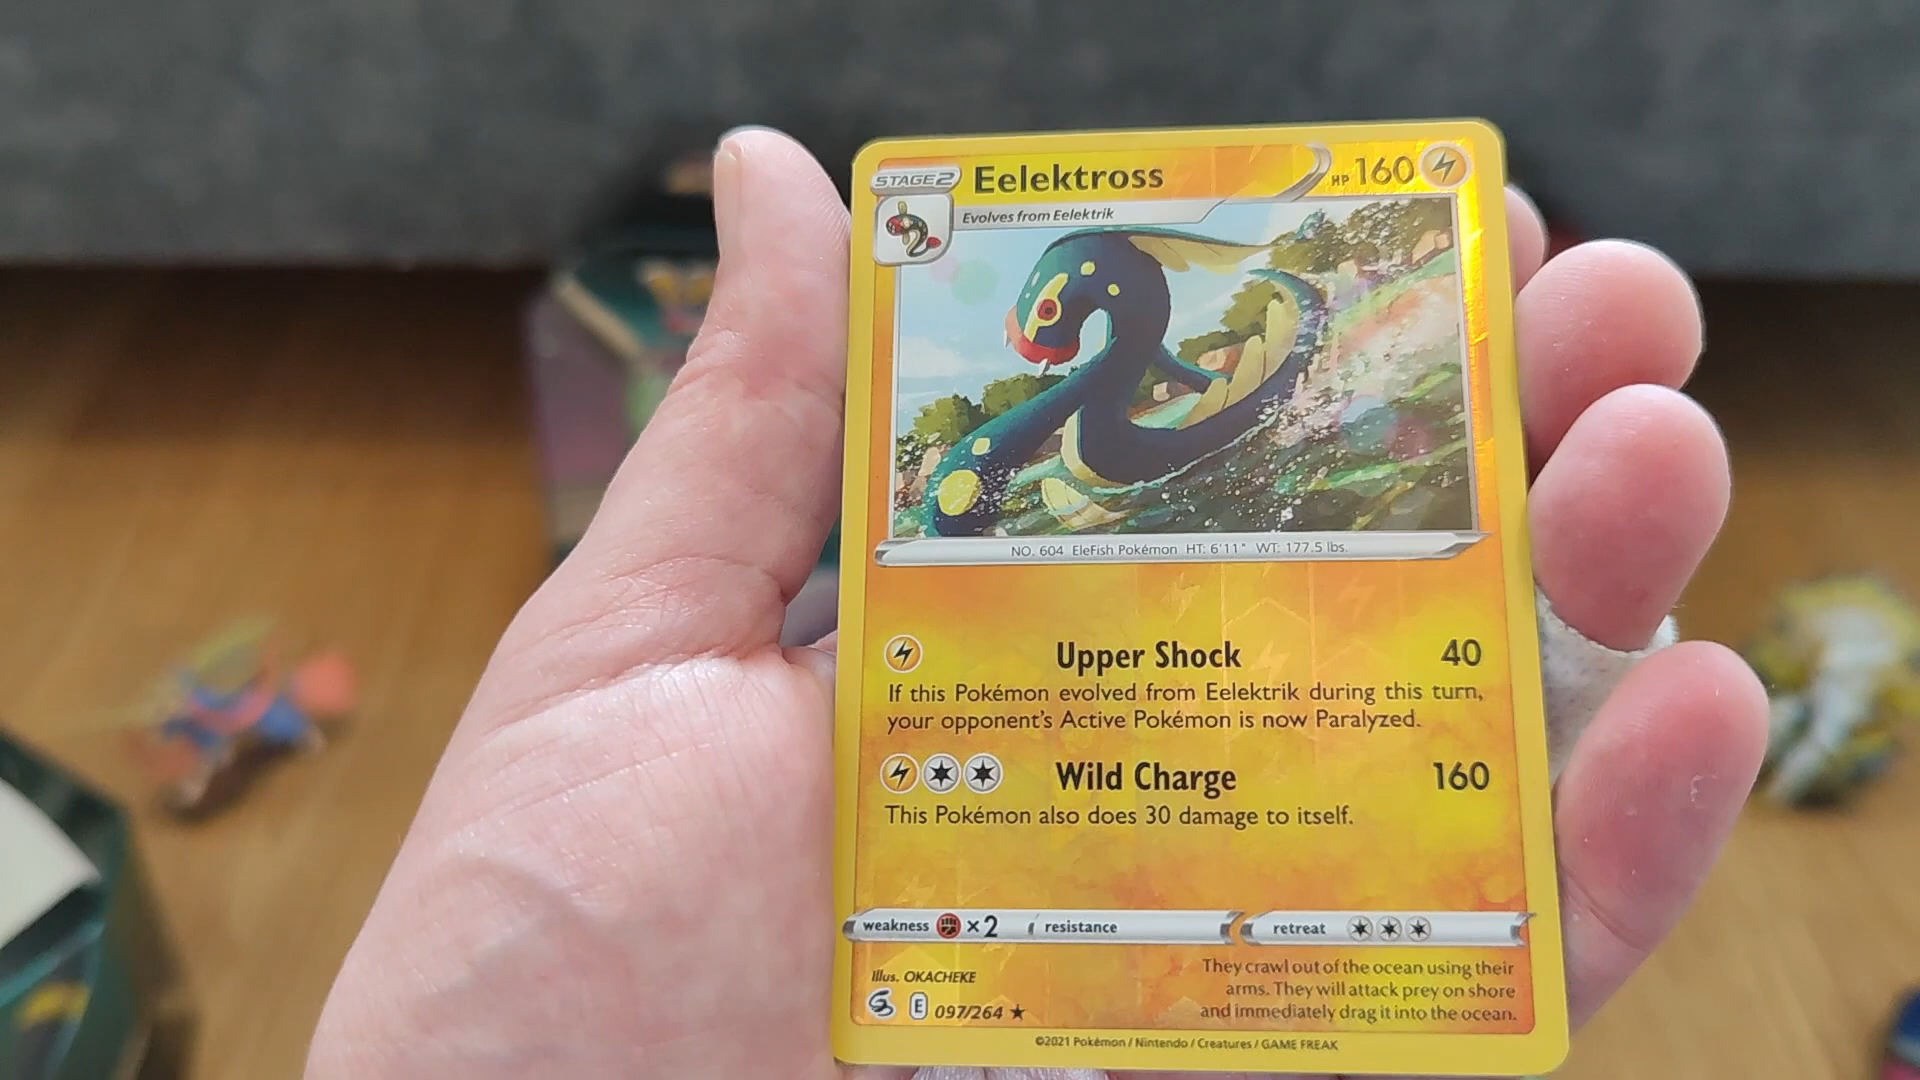 STAGE 2 Eelektross HP 160
Evolves from Eelektrik
NO. 604 EleFish Pokémon HT: 6'11" WT: 177.5 lbs.
Upper Shock 40
If this Pokémon evolved from Eelektrik during this turn,
your opponent's Active Pokémon is now Paralyzed.
Wild Charge 160
This Pokémon also does 30 damage to itself.
weakness ×2 resistance retreat
Illus. OKACHEKE
E 097/264 ★
They crawl out of the ocean using their
arms. They will attack prey on shore
and immediately drag it into the ocean.
©2021 Pokémon / Nintendo / Creatures / GAME FREAK